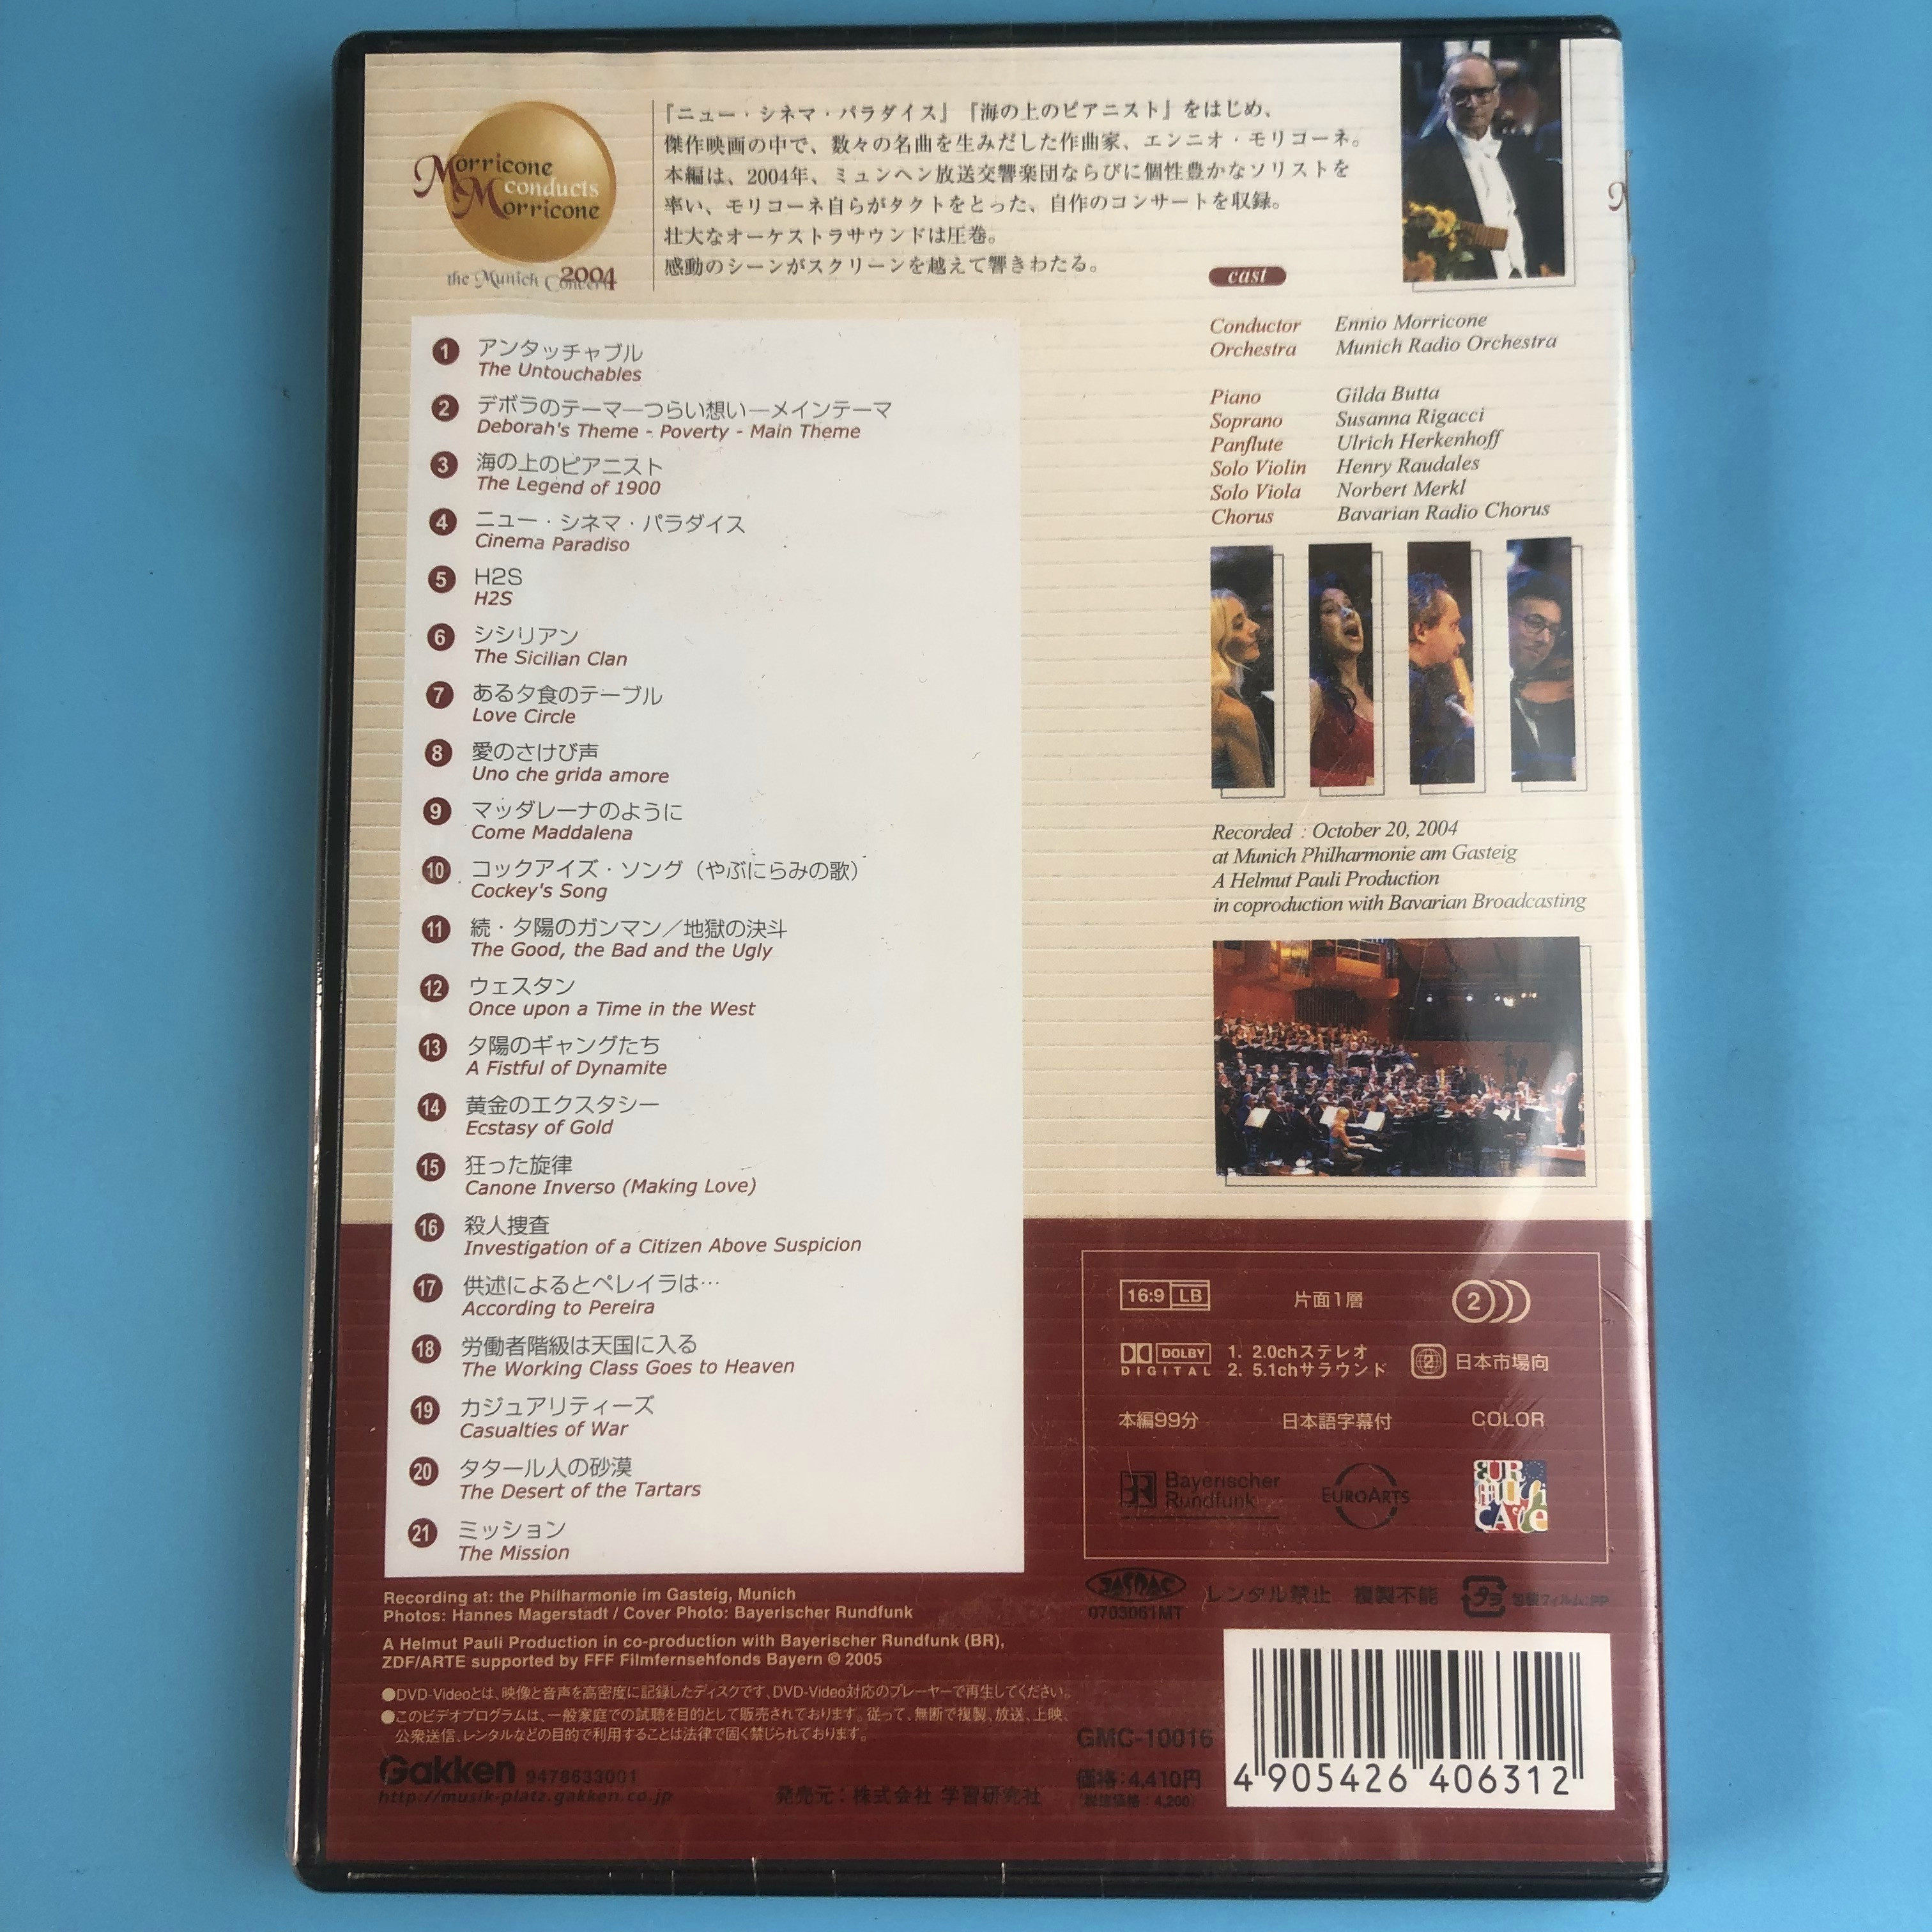 Morricone
conducts
Morricone
the Munich Concert 2004
『ニュー・シネマ・パラダイス』『海の上のピアニスト』をはじめ、
傑作映画の中で、数々の名曲を生みだした作曲家、エンニオ・モリコーネ。
本編は、2004年、ミュンヘン放送交響楽団ならびに個性豊かなソリストを
率い、モリコーネ自らがタクトをとった、自作のコンサートを収録。
壮大なオーケストラサウンドは圧巻。
感動のシーンがスクリーンを越えて響きわたる。
1 アンタッチャブル
The Untouchables
2 デボラのテーマ―つらい想い―メインテーマ
Deborah's Theme - Poverty - Main Theme
3 海の上のピアニスト
The Legend of 1900
4 ニュー・シネマ・パラダイス
Cinema Paradiso
5 H2S
H2S
6 シシリアン
The Sicilian Clan
7 ある夕食のテーブル
Love Circle
8 愛のさけび声
Uno che grida amore
9 マッダレーナのように
Come Maddalena
10 コックアイズ・ソング（やぶにらみの歌）
Cockey's Song
11 続・夕陽のガンマン／地獄の決斗
The Good, the Bad and the Ugly
12 ウェスタン
Once upon a Time in the West
13 夕陽のギャングたち
A Fistful of Dynamite
14 黄金のエクスタシー
Ecstasy of Gold
15 狂った旋律
Canone Inverso (Making Love)
16 殺人捜査
Investigation of a Citizen Above Suspicion
17 供述によるとペレイラは…
According to Pereira
18 労働者階級は天国に入る
The Working Class Goes to Heaven
19 カジュアリティーズ
Casualties of War
20 タタール人の砂漠
The Desert of the Tartars
21 ミッション
The Mission
cast
Conductor Ennio Morricone
Orchestra Munich Radio Orchestra
Piano Gilda Butta
Soprano Susanna Rigacci
Panflute Ulrich Herkenhoff
Solo Violin Henry Raudales
Solo Viola Norbert Merkl
Chorus Bavarian Radio Chorus
Recorded : October 20, 2004
at Munich Philharmonie am Gasteig
A Helmut Pauli Production
in coproduction with Bavarian Broadcasting
16:9 LB 片面1層 2
DOLBY DIGITAL 1. 2.0chステレオ
2. 5.1chサラウンド 2 日本市場向
本編99分 日本語字幕付 COLOR
Bayerischer
Rundfunk
EUROARTS
JASRAC
0703061MT
レンタル禁止 複製不能 プラ 包装フィルム:PP
Recording at: the Philharmonie im Gasteig, Munich
Photos: Hannes Magerstadt / Cover Photo: Bayerischer Rundfunk
A Helmut Pauli Production in co-production with Bayerischer Rundfunk (BR),
ZDF/ARTE supported by FFF Filmfernsehfonds Bayern © 2005
●DVD-Videoとは、映像と音声を高密度に記録したディスクです。DVD-Video対応のプレーヤーで再生してください。
●このビデオプログラムは、一般家庭での試聴を目的として販売されております。従って、無断で複製、放送、上映、
公衆送信、レンタルなどの目的で利用することは法律で固く禁じられております。
Gakken 9478633001
http://musik-platz.gakken.co.jp
発売元：株式会社 学習研究社
GMC-10016
価格：4,410円
(税抜価格：4,200)
4 905426 406312